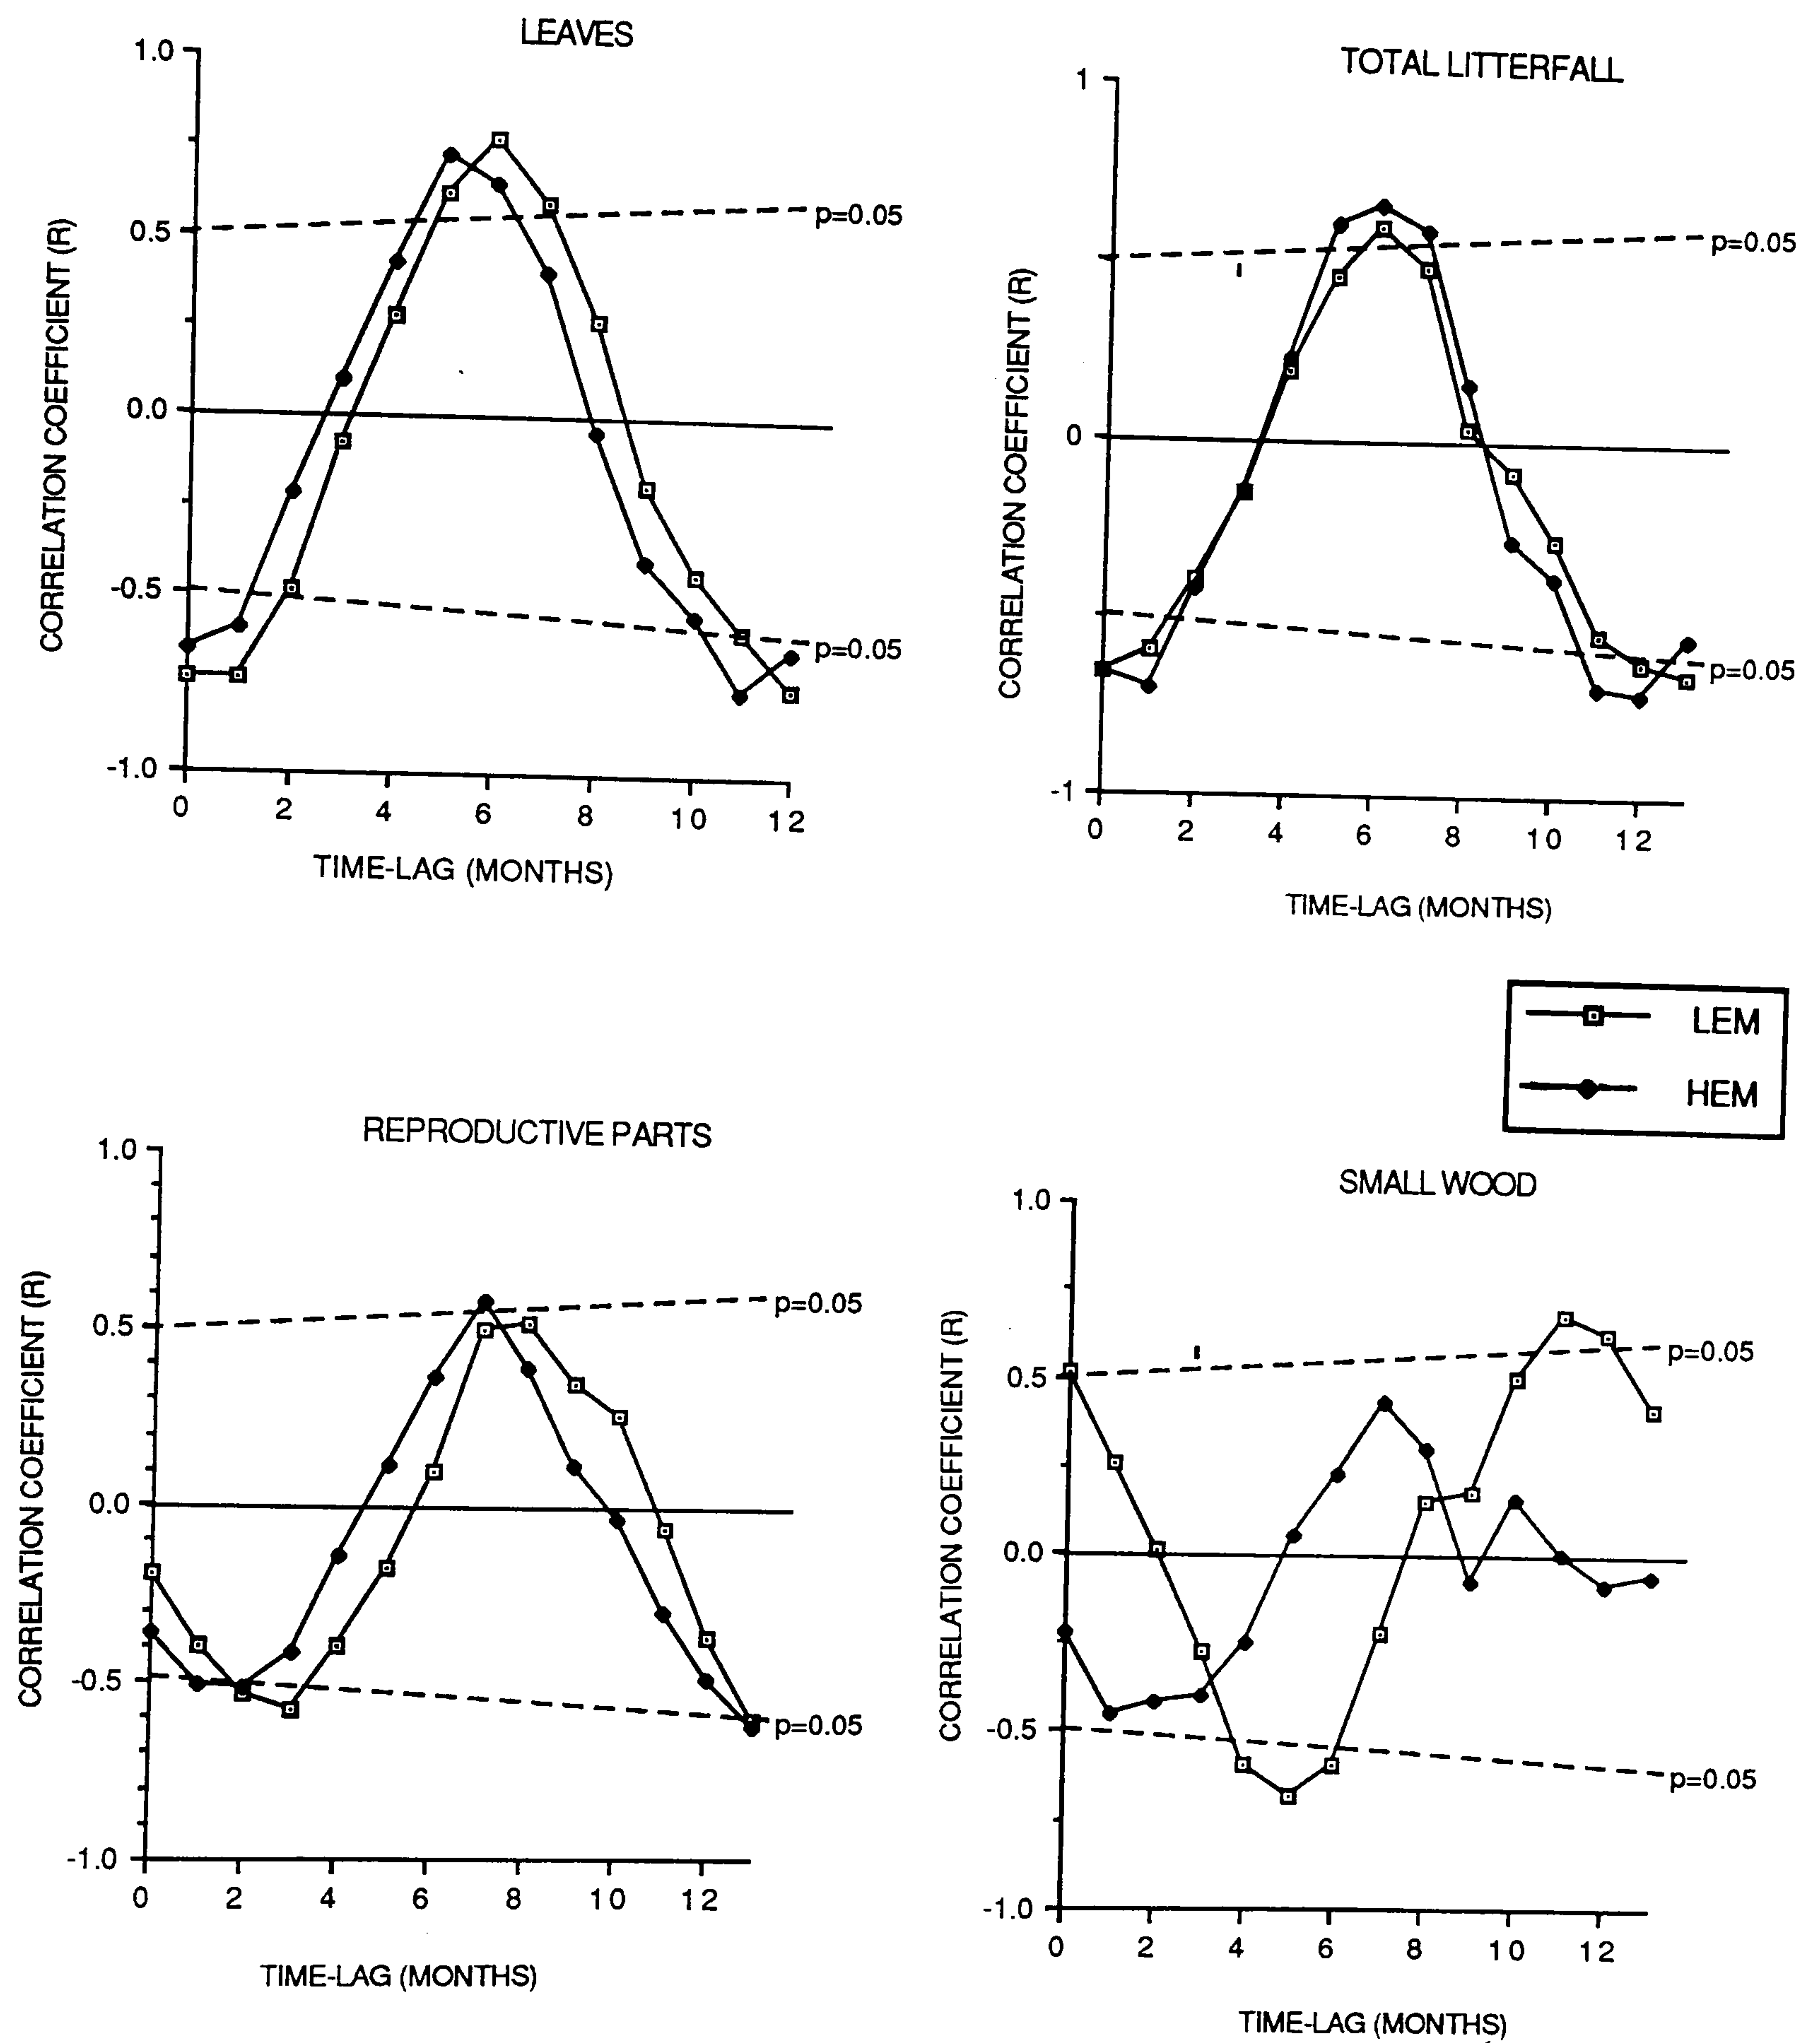 LEAVES
1.0
0.5
0.0
-0.5
-1.0
CORRELATION COEFFICIENT (R)
p=0.05
p=0.05
0 2 4 6 8 10 12
TIME-LAG (MONTHS)
TOTAL LITTERFALL
1
0
-1
CORRELATION COEFFICIENT (R)
p=0.05
p=0.05
0 2 4 6 8 10 12
TIME-LAG (MONTHS)
LEM
HEM
REPRODUCTIVE PARTS
1.0
0.5
0.0
-0.5
-1.0
CORRELATION COEFFICIENT (R)
p=0.05
p=0.05
0 2 4 6 8 10 12
TIME-LAG (MONTHS)
SMALL WOOD
1.0
0.5
0.0
-0.5
-1.0
CORRELATION COEFFICIENT (R)
p=0.05
p=0.05
0 2 4 6 8 10 12
TIME-LAG (MONTHS)